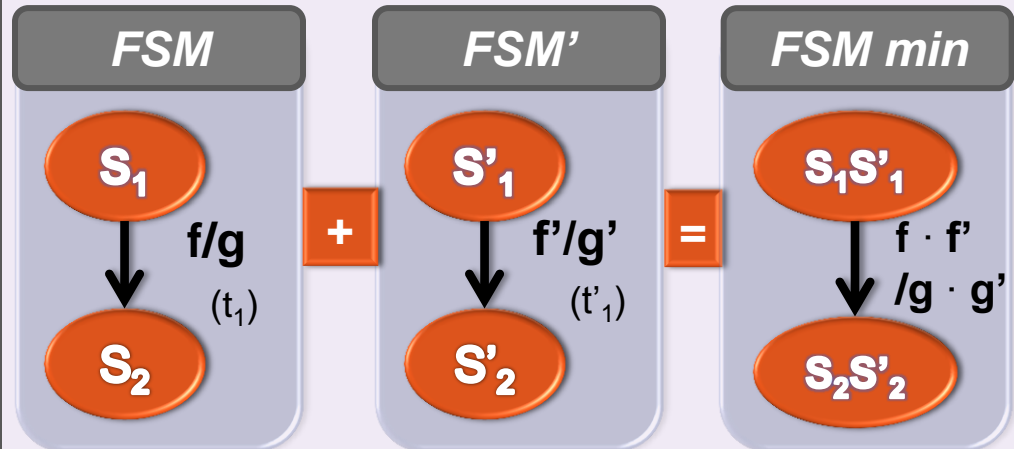 FSM
FSM’
FSM min
S₁
f/g
(t₁)
S₂
+
S’₁
f’/g’
(t’₁)
S’₂
=
S₁S’₁
f · f’
/g · g’
S₂S’₂